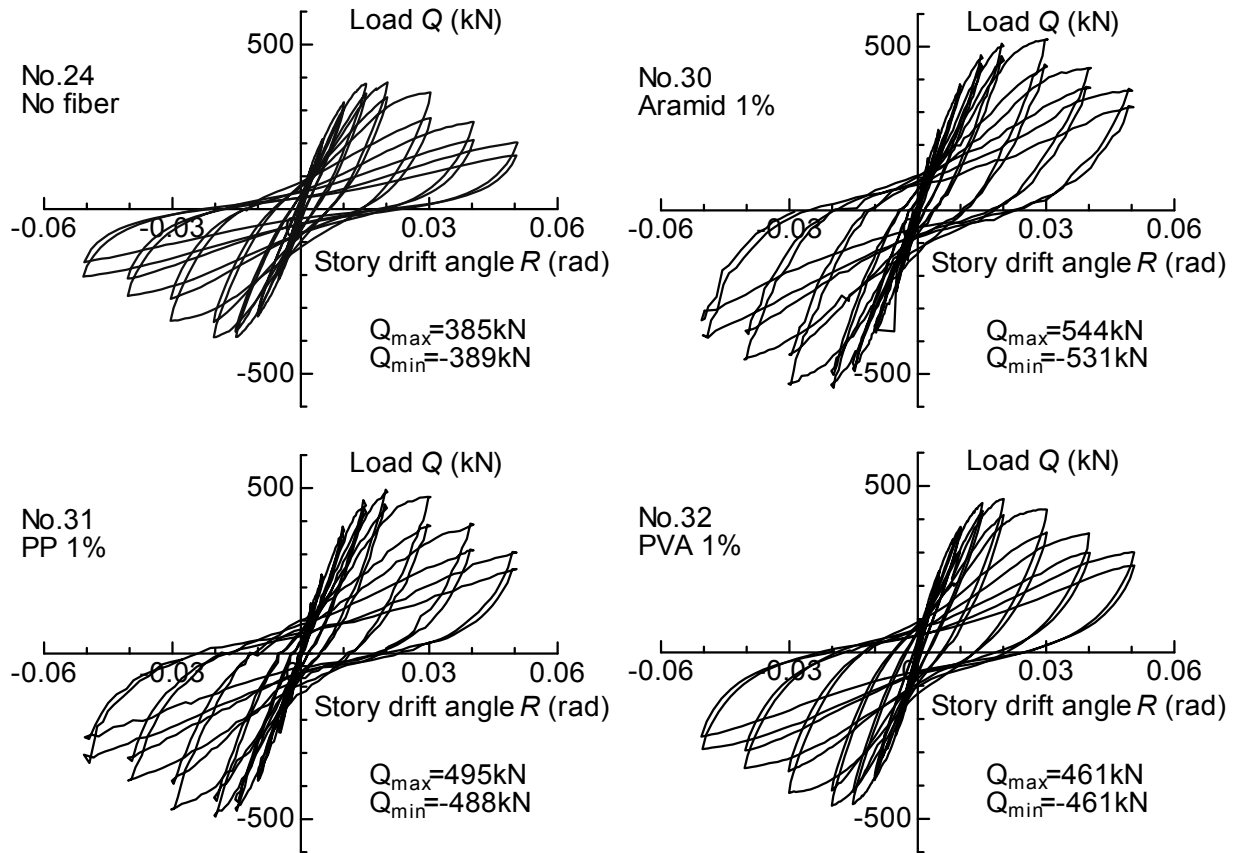 Load Q (kN)
500
No.24
No fiber
-0.06
-0.03
0
0.03
0.06
Story drift angle R (rad)
Qmax=385kN
Qmin=-389kN
-500
Load Q (kN)
500
No.30
Aramid 1%
-0.06
-0.03
0
0.03
0.06
Story drift angle R (rad)
Qmax=544kN
Qmin=-531kN
-500
Load Q (kN)
500
No.31
PP 1%
-0.06
-0.03
0
0.03
0.06
Story drift angle R (rad)
Qmax=495kN
Qmin=-488kN
-500
Load Q (kN)
500
No.32
PVA 1%
-0.06
-0.03
0
0.03
0.06
Story drift angle R (rad)
Qmax=461kN
Qmin=-461kN
-500